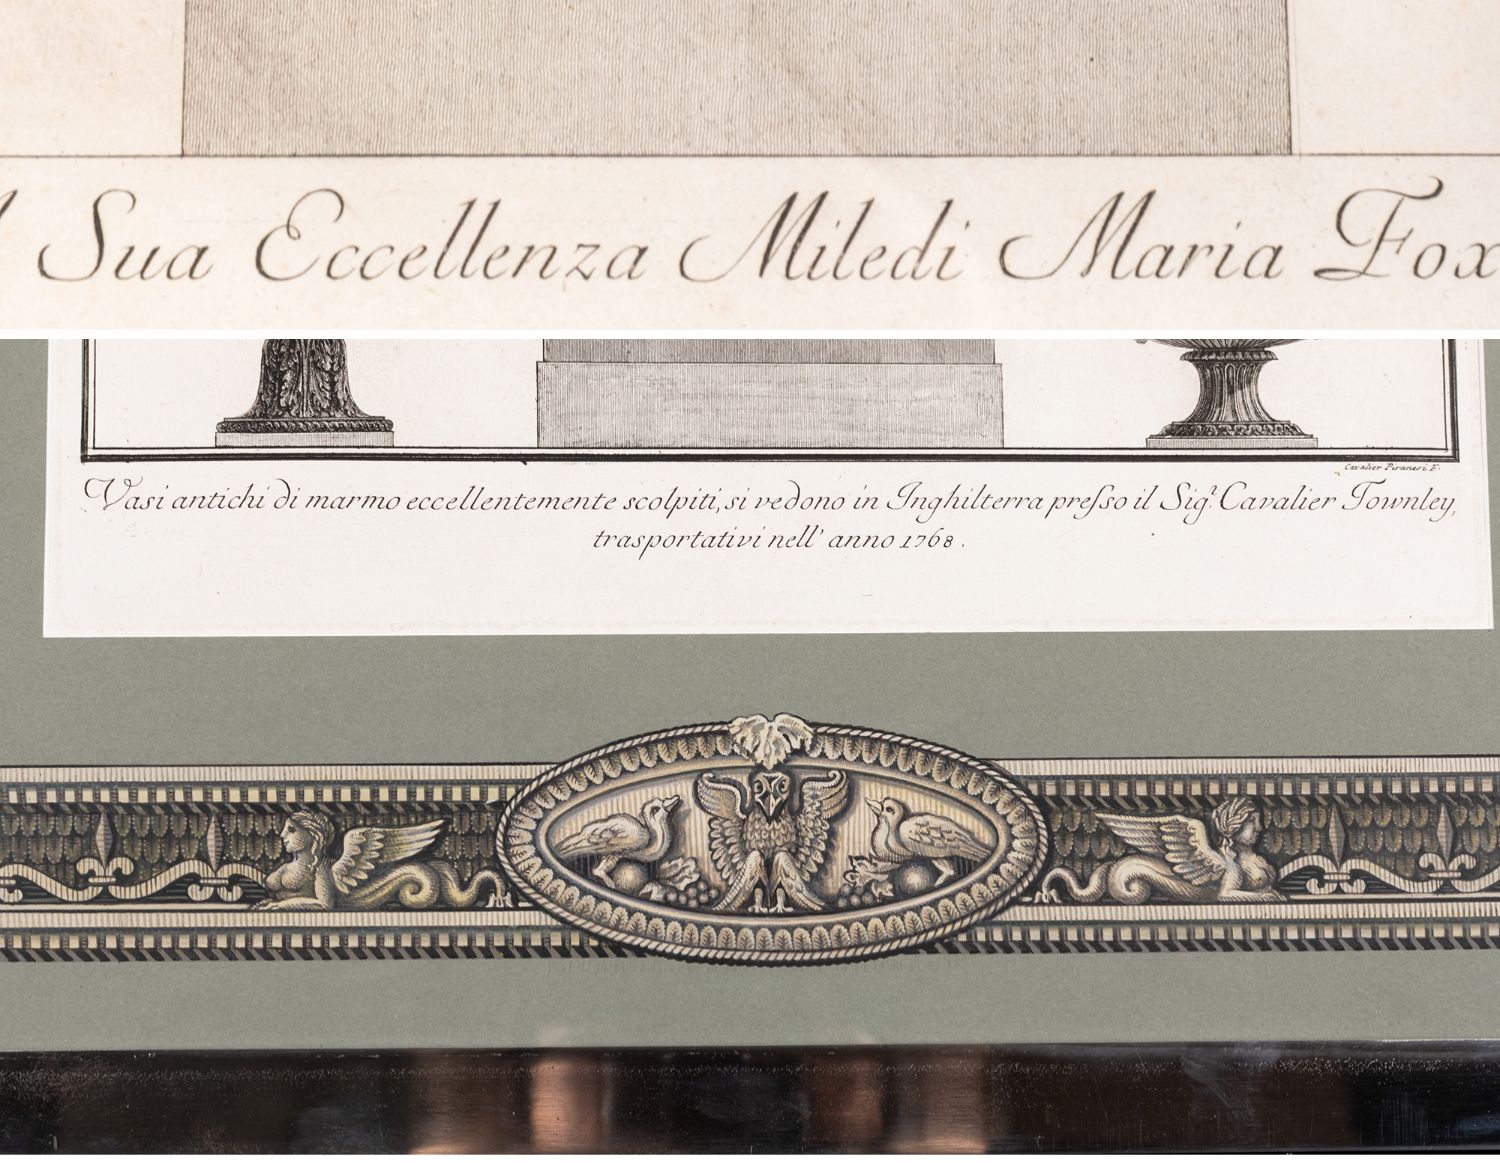 Sua Eccellenza Miledi Maria Fox
Cavalier Piranesi F.
Vasi antichi di marmo eccellentemente scolpiti, si vedono in Inghilterra preſso il Sigr. Cavalier Townley,
trasportativi nell' anno 1768.